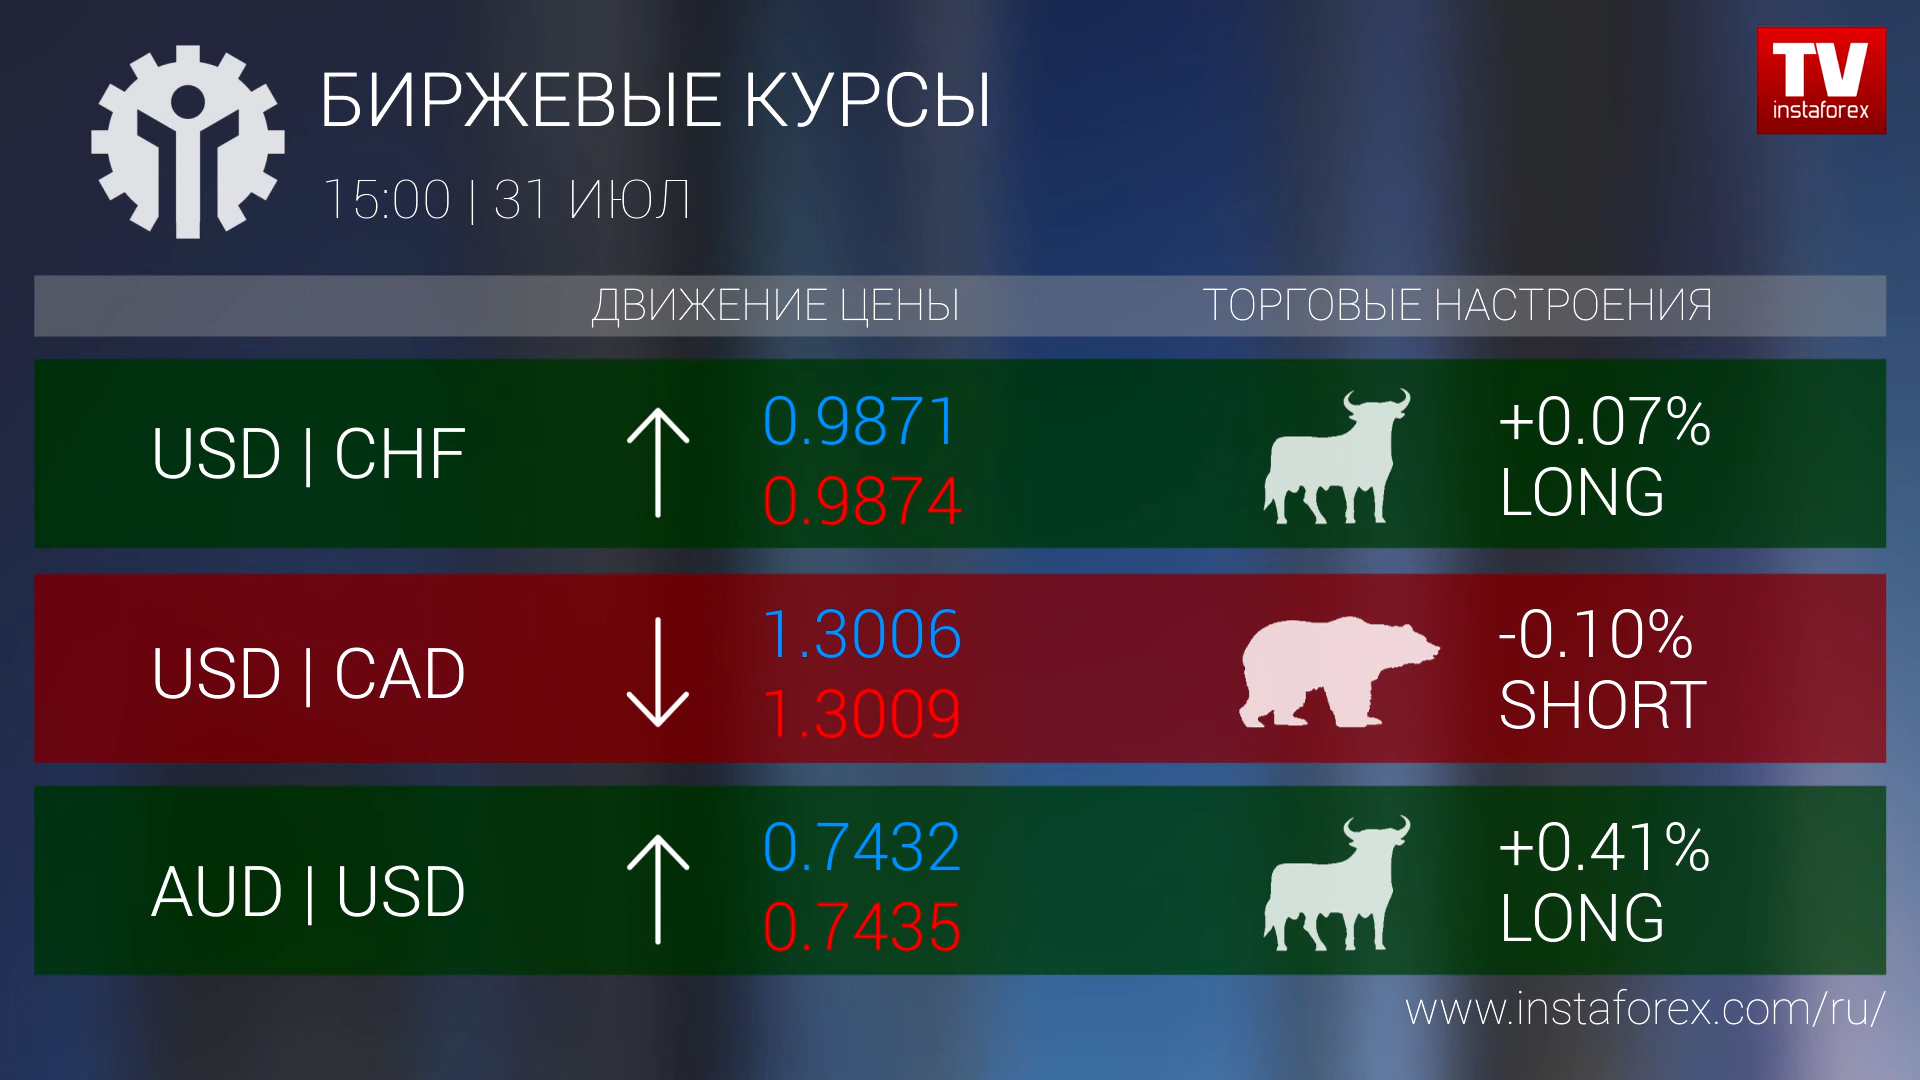 БИРЖЕВЫЕ КУРСЫ
15:00 | 31 ИЮЛ
TV
instaforex
ДВИЖЕНИЕ ЦЕНЫ ТОРГОВЫЕ НАСТРОЕНИЯ
USD | CHF
0.9871
0.9874
+0.07%
LONG
USD | CAD
1.3006
1.3009
-0.10%
SHORT
AUD | USD
0.7432
0.7435
+0.41%
LONG
www.instaforex.com/ru/